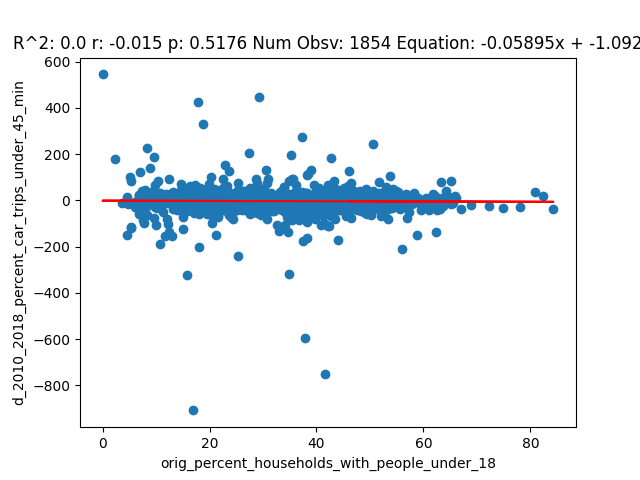 R^2: 0.0 r: -0.015 p: 0.5176 Num Obsv: 1854 Equation: -0.05895x + -1.092
600
400
200
0
−200
−400
−600
−800
d_2010_2018_percent_car_trips_under_45_min
0 20 40 60 80
orig_percent_households_with_people_under_18